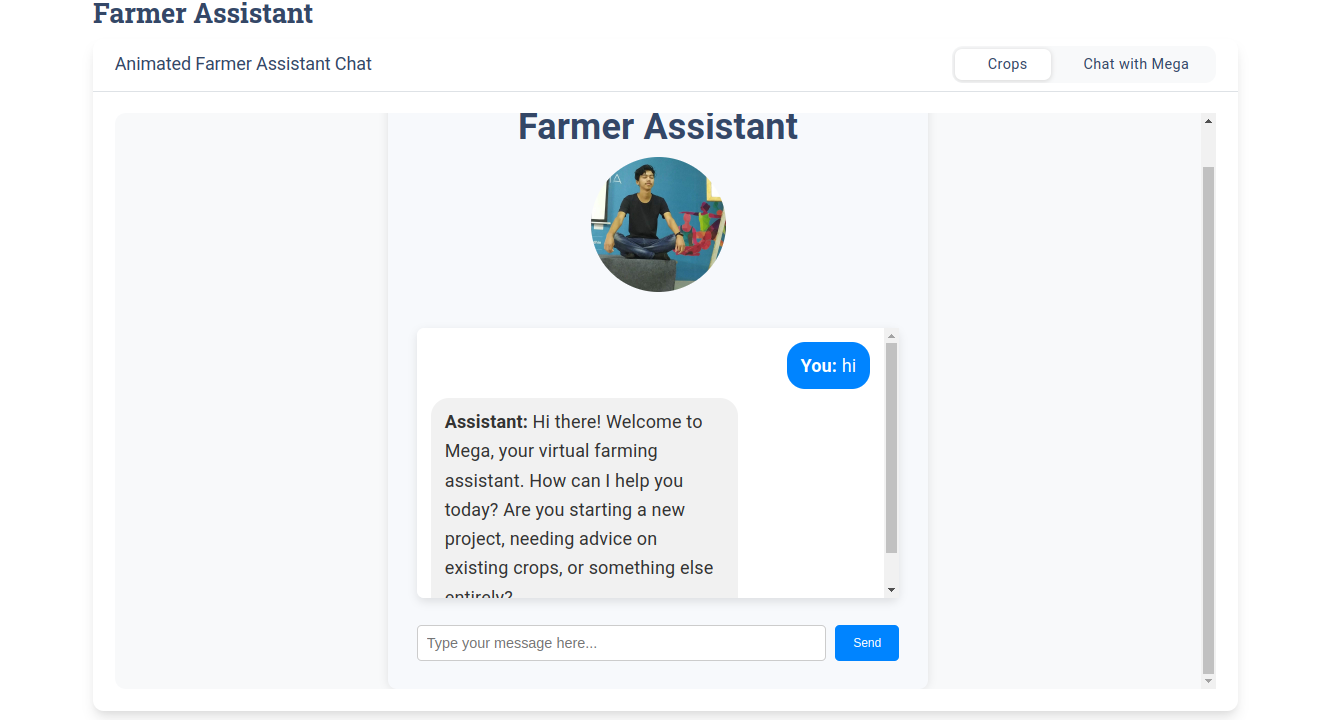 Farmer Assistant
Animated Farmer Assistant Chat
Crops
Chat with Mega
Farmer Assistant
You: hi
Assistant: Hi there! Welcome to
Mega, your virtual farming
assistant. How can I help you
today? Are you starting a new
project, needing advice on
existing crops, or something else
entirely?
Type your message here...
Send